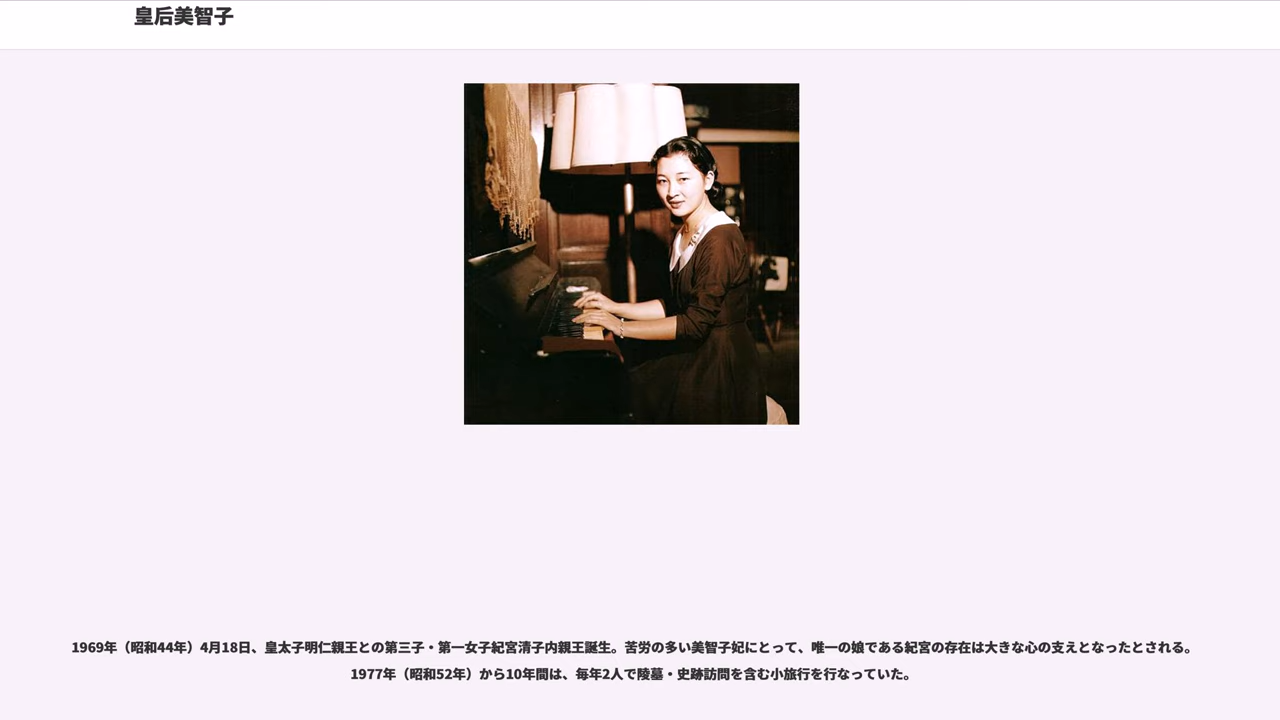 皇后美智子
1969年（昭和44年）4月18日、皇太子明仁親王との第三子・第一女子紀宮清子内親王誕生。苦労の多い美智子妃にとって、唯一の娘である紀宮の存在は大きな心の支えとなったとされる。
1977年（昭和52年）から10年間は、毎年2人で陵墓・史跡訪問を含む小旅行を行なっていた。